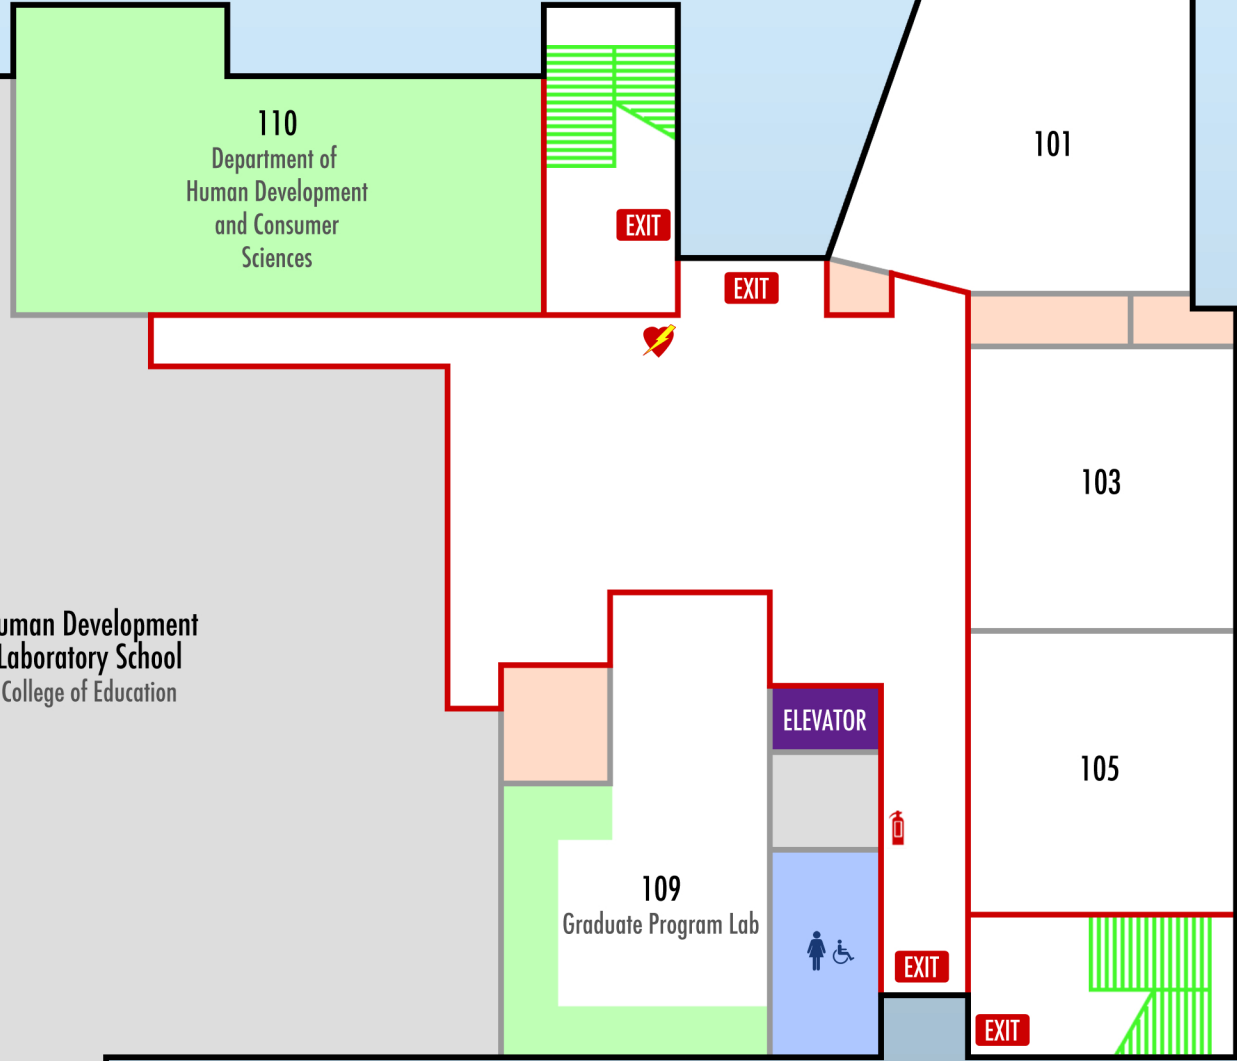 110
Department of
Human Development
and Consumer
Sciences
EXIT
EXIT
101
103
uman Development
Laboratory School
College of Education
ELEVATOR
105
109
Graduate Program Lab
EXIT
EXIT